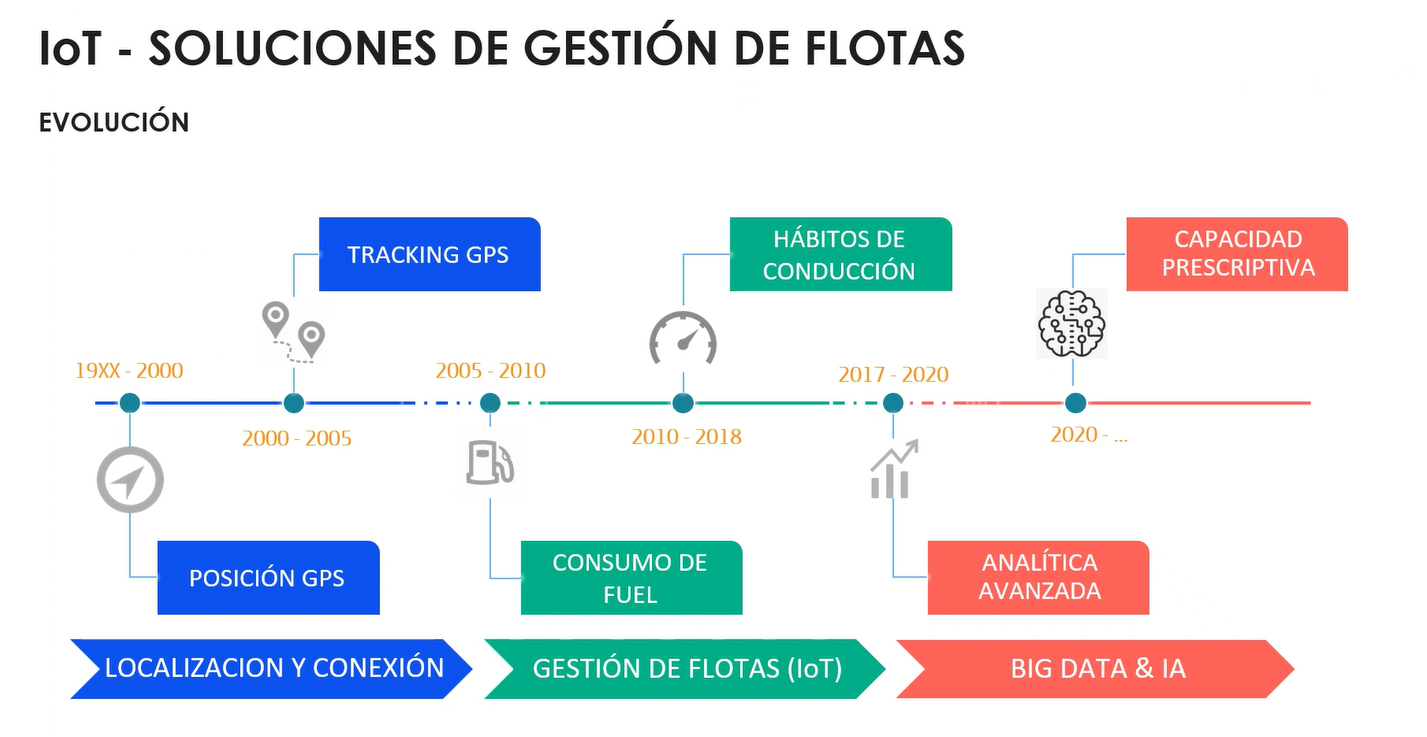 IoT - SOLUCIONES DE GESTIÓN DE FLOTAS
EVOLUCIÓN
TRACKING GPS
HÁBITOS DE
CONDUCCIÓN
CAPACIDAD
PRESCRIPTIVA
19XX - 2000
2005 - 2010
2017 - 2020
2000 - 2005
2010 - 2018
2020 - ...
POSICIÓN GPS
CONSUMO DE
FUEL
ANALÍTICA
AVANZADA
LOCALIZACION Y CONEXIÓN
GESTIÓN DE FLOTAS (IoT)
BIG DATA & IA